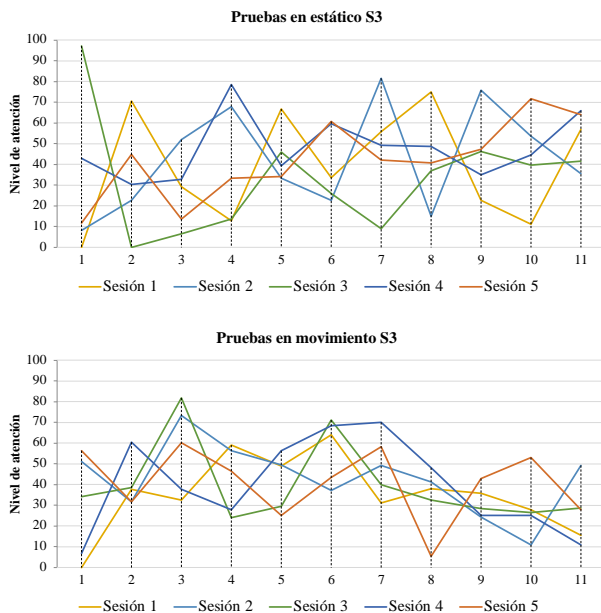 Pruebas en estático S3
Nivel de atención
100
90
80
70
60
50
40
30
20
10
0
1 2 3 4 5 6 7 8 9 10 11
Sesión 1 Sesión 2 Sesión 3 Sesión 4 Sesión 5
Pruebas en movimiento S3
Nivel de atención
100
90
80
70
60
50
40
30
20
10
0
1 2 3 4 5 6 7 8 9 10 11
Sesión 1 Sesión 2 Sesión 3 Sesión 4 Sesión 5